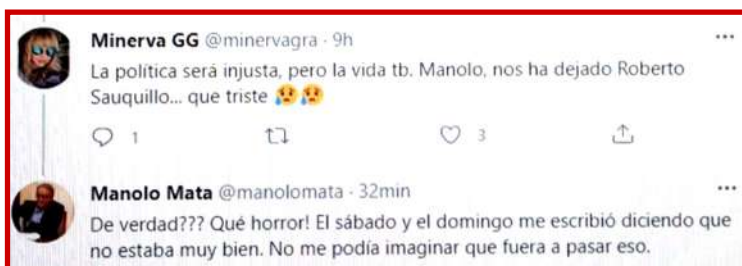 Minerva GG @minervagra · 9h
La política será injusta, pero la vida tb. Manolo, nos ha dejado Roberto
Sauquillo... que triste 😥😥
1 3
Manolo Mata @manolomata · 32min
De verdad??? Qué horror! El sábado y el domingo me escribió diciendo que
no estaba muy bien. No me podía imaginar que fuera a pasar eso.